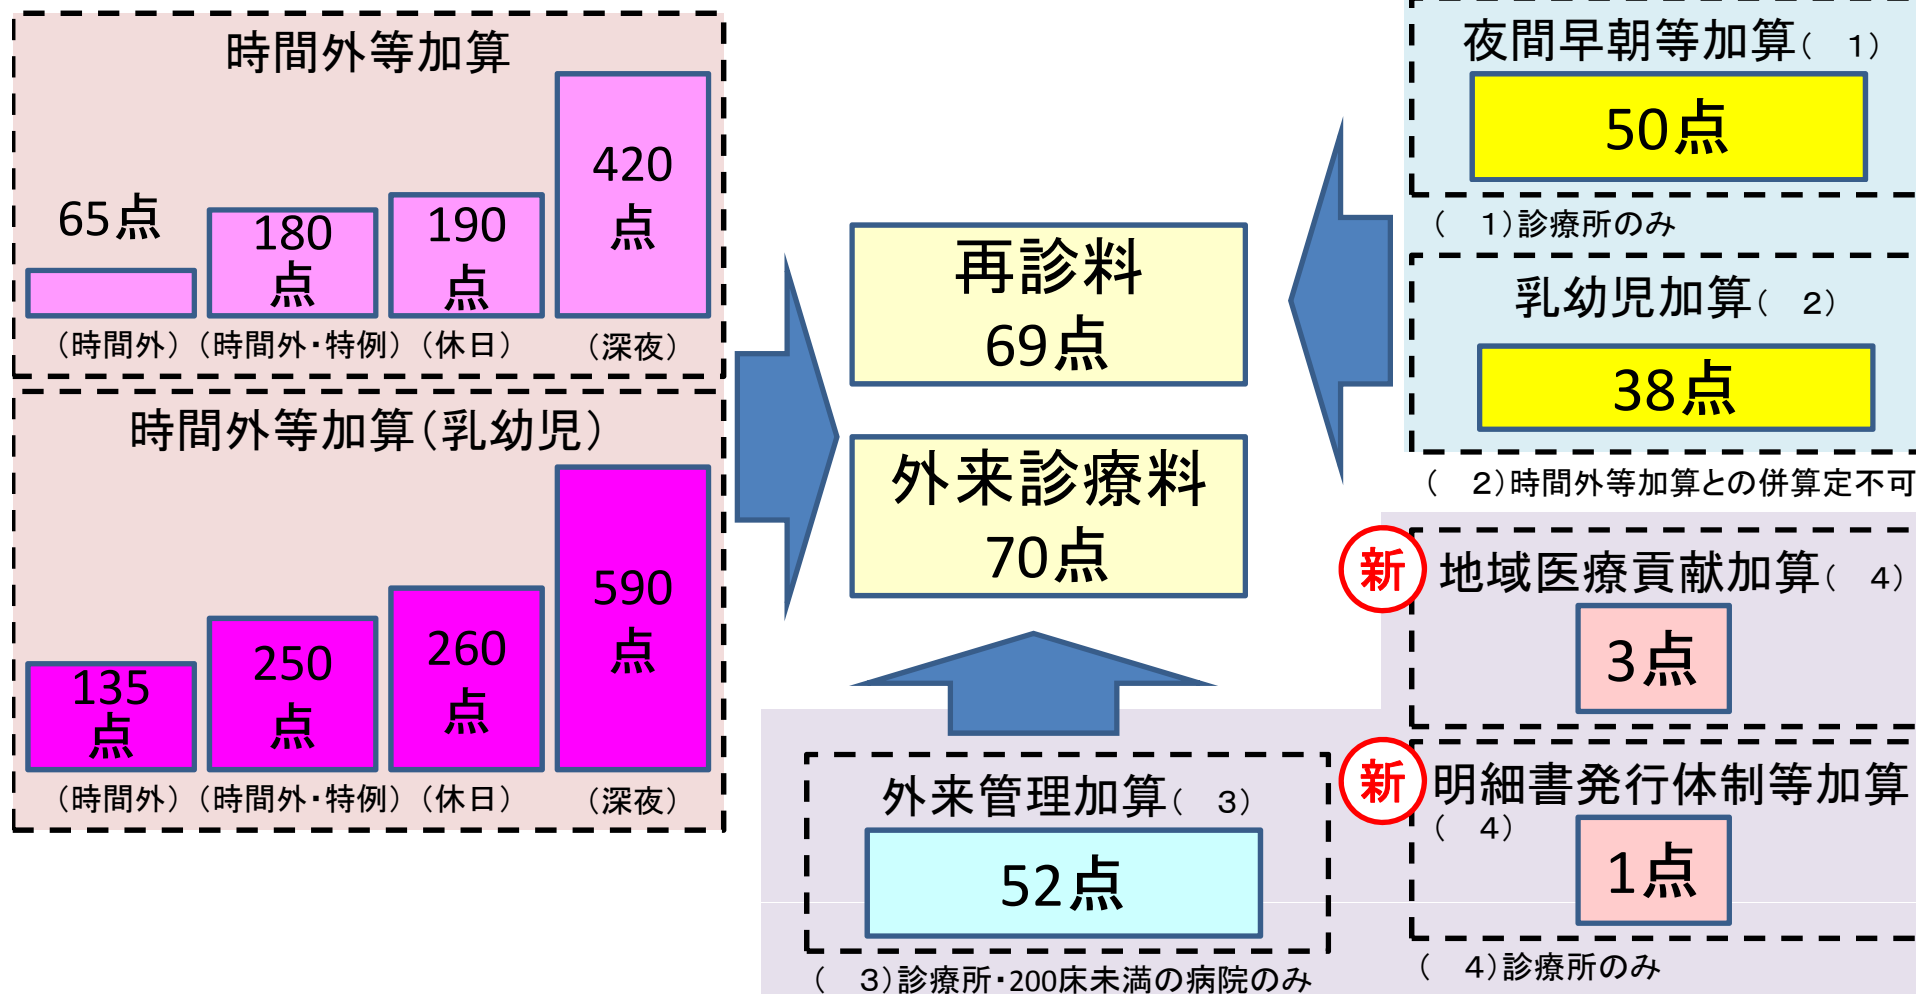 時間外等加算
65点
180
点
190
点
420
点
（時間外）
（時間外・特例）
（休日）
（深夜）
時間外等加算（乳幼児）
135
点
250
点
260
点
590
点
（時間外）
（時間外・特例）
（休日）
（深夜）
再診料
69点
外来診療料
70点
外来管理加算（　3）
52点
（　3）診療所・200床未満の病院のみ
夜間早朝等加算（　1）
50点
（　1）診療所のみ
乳幼児加算（　2）
38点
（　2）時間外等加算との併算定不可
新
地域医療貢献加算（　4）
3点
新
明細書発行体制等加算
（　4）
1点
（　4）診療所のみ